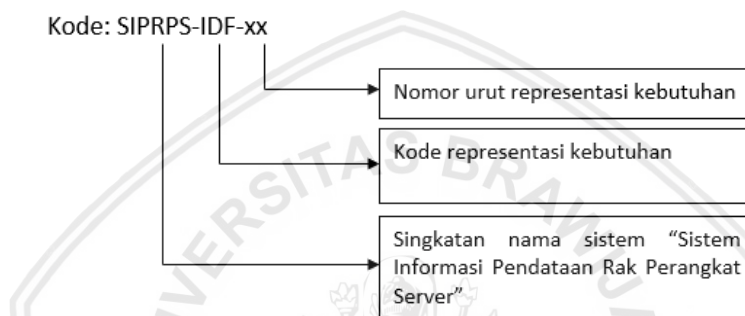 Kode: SIPRPS-IDF-xx
Nomor urut representasi kebutuhan
Kode representasi kebutuhan
Singkatan nama sistem “Sistem
Informasi Pendataan Rak Perangkat
Server”